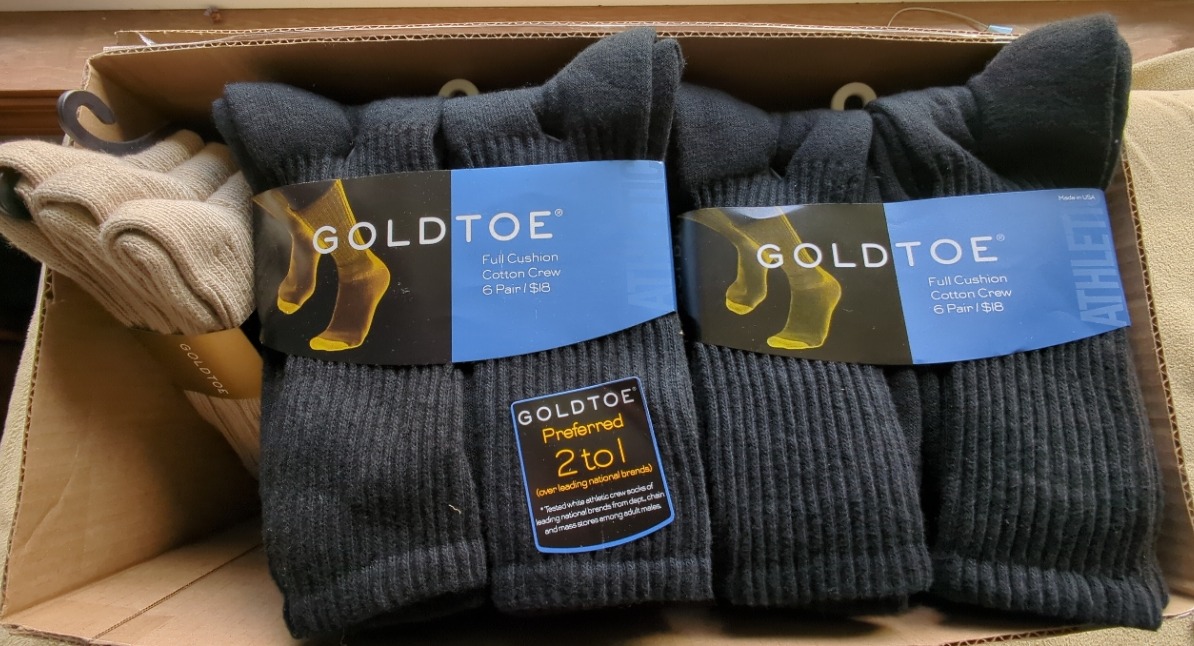 GOLDTOE
GOLDTOE®
Full Cushion
Cotton Crew
6 Pair / $18
ATHLETI
GOLDTOE®
Preferred
2 to 1
(over leading national brands)
*Tested white athletic crew socks of
leading national brands from dept., chain
and mass stores among adult males.
Made in USA
GOLDTOE®
Full Cushion
Cotton Crew
6 Pair / $18
ATHLETI